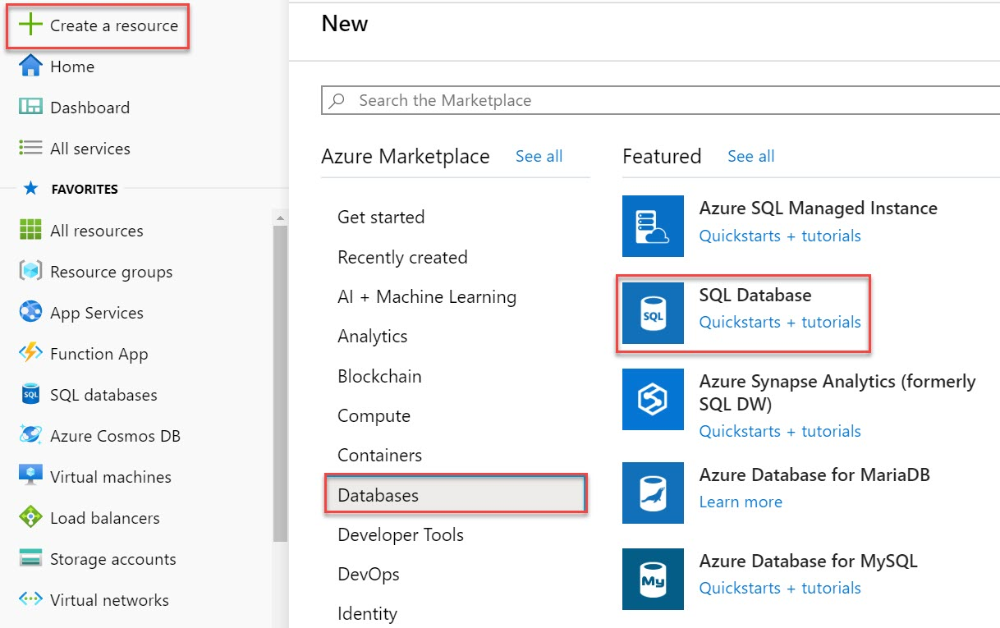 Create a resource
Home
Dashboard
All services
FAVORITES
All resources
Resource groups
App Services
Function App
SQL
SQL databases
Azure Cosmos DB
Virtual machines
Load balancers
Storage accounts
Virtual networks
New
Search the Marketplace
Azure Marketplace See all
Get started
Recently created
AI + Machine Learning
Analytics
Blockchain
Compute
Containers
Databases
Developer Tools
DevOps
Identity
Featured See all
Azure SQL Managed Instance
Quickstarts + tutorials
SQL
SQL Database
Quickstarts + tutorials
Azure Synapse Analytics (formerly
SQL DW)
Quickstarts + tutorials
Azure Database for MariaDB
Learn more
My
Azure Database for MySQL
Quickstarts + tutorials